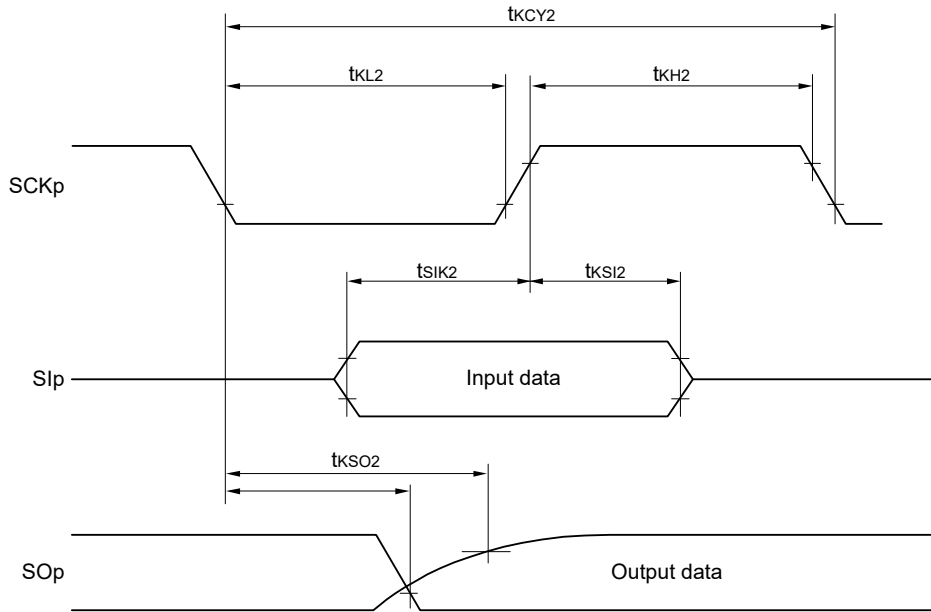 tKCY2
tKL2
tKH2
SCKp
tSIK2
tKSI2
SIp
Input data
tKSO2
SOp
Output data